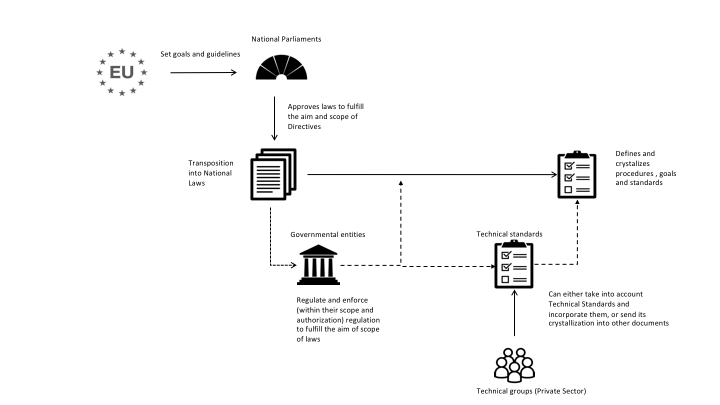 National Parliaments
Set goals and guidelines
EU
Approves laws to fulfill
the aim and scope of
Directives
Transposition
into National
Laws
Defines and
crystalizes
procedures , goals
and standards
Governmental entities
Technical standards
Regulate and enforce
(within their scope and
authorization) regulation
to fulfill the aim of scope
of laws
Can either take into account
Technical Standards and
incorporate them, or send its
crystallization into other documents
Technical groups (Private Sector)